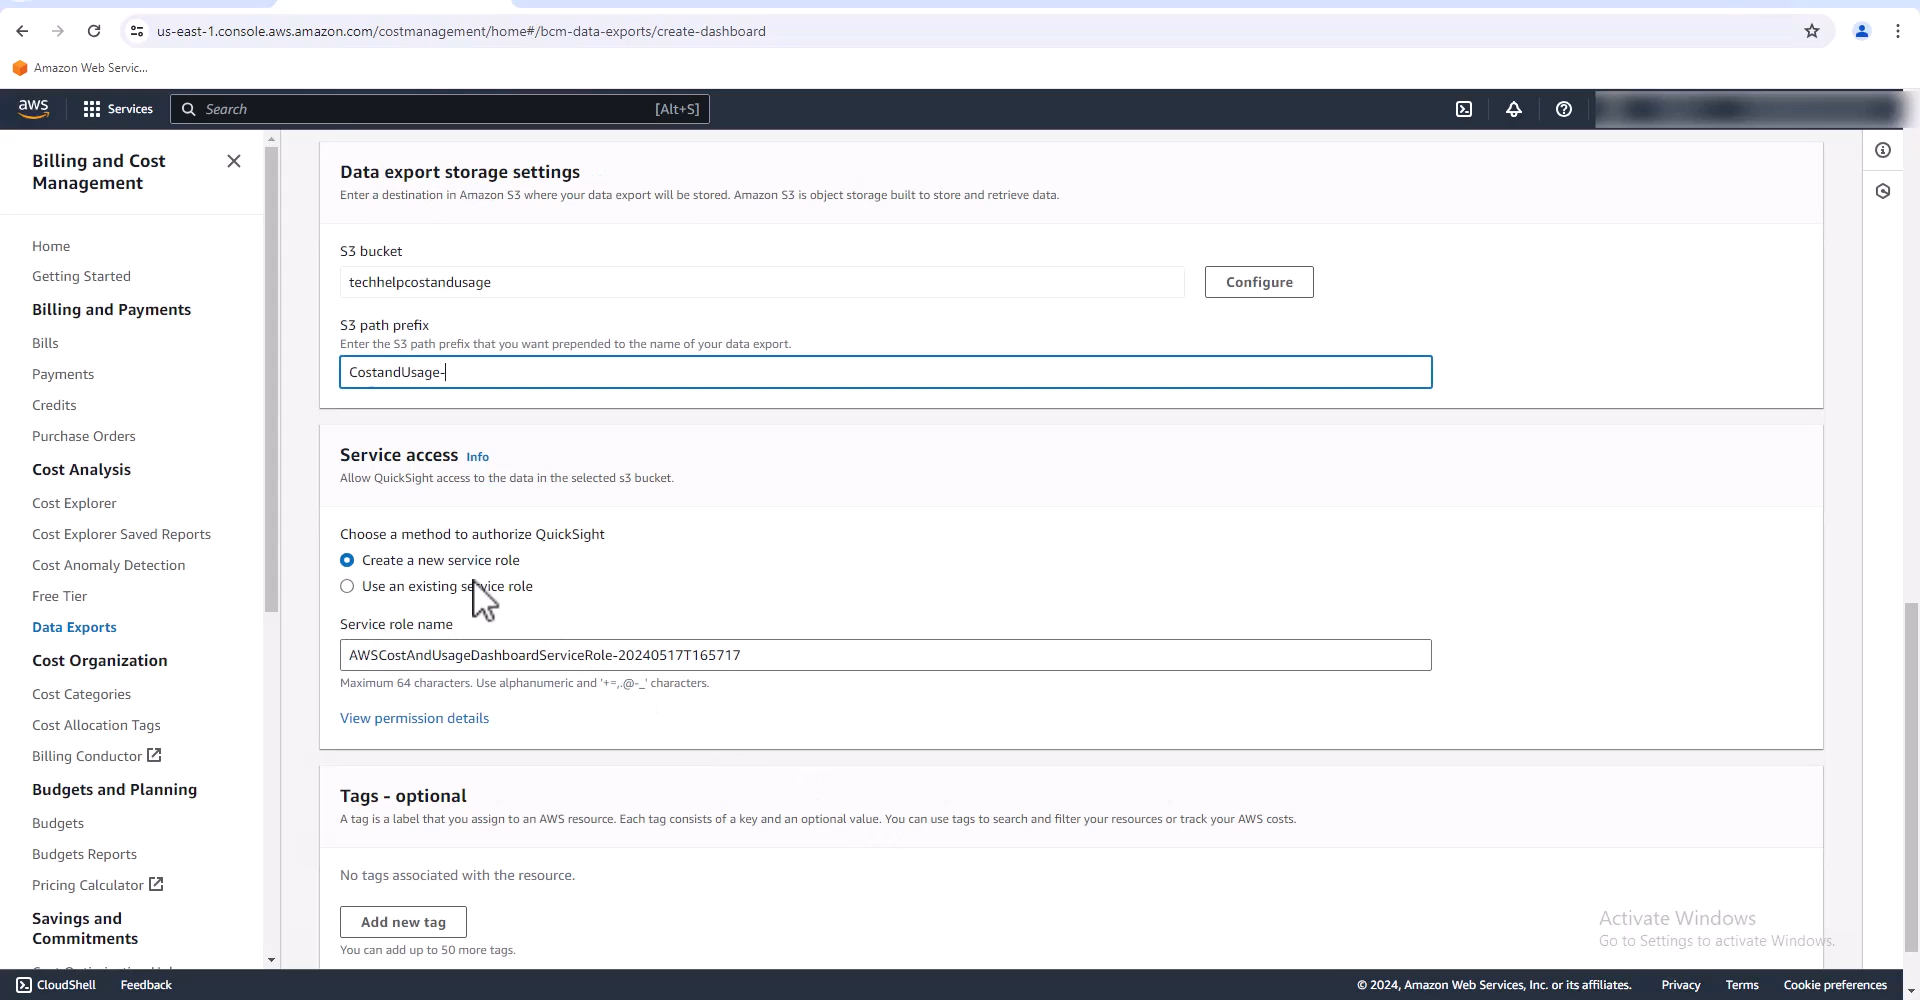 us-east-1.console.aws.amazon.com/costmanagement/home#/bcm-data-exports/create-dashboard
Amazon Web Servic...
aws
Services
Search
[Alt+S]
Billing and Cost
Management
Home
Getting Started
Billing and Payments
Bills
Payments
Credits
Purchase Orders
Cost Analysis
Cost Explorer
Cost Explorer Saved Reports
Cost Anomaly Detection
Free Tier
Data Exports
Cost Organization
Cost Categories
Cost Allocation Tags
Billing Conductor
Budgets and Planning
Budgets
Budgets Reports
Pricing Calculator
Savings and
Commitments
Data export storage settings
Enter a destination in Amazon S3 where your data export will be stored. Amazon S3 is object storage built to store and retrieve data.
S3 bucket
techhelpcostandusage
Configure
S3 path prefix
Enter the S3 path prefix that you want prepended to the name of your data export.
CostandUsage-
Service access Info
Allow QuickSight access to the data in the selected s3 bucket.
Choose a method to authorize QuickSight
Create a new service role
Use an existing service role
Service role name
AWSCostAndUsageDashboardServiceRole-20240517T165717
Maximum 64 characters. Use alphanumeric and '+=,.@-_' characters.
View permission details
Tags - optional
A tag is a label that you assign to an AWS resource. Each tag consists of a key and an optional value. You can use tags to search and filter your resources or track your AWS costs.
No tags associated with the resource.
Add new tag
You can add up to 50 more tags.
Activate Windows
Go to Settings to activate Windows.
CloudShell
Feedback
© 2024, Amazon Web Services, Inc. or its affiliates.
Privacy
Terms
Cookie preferences